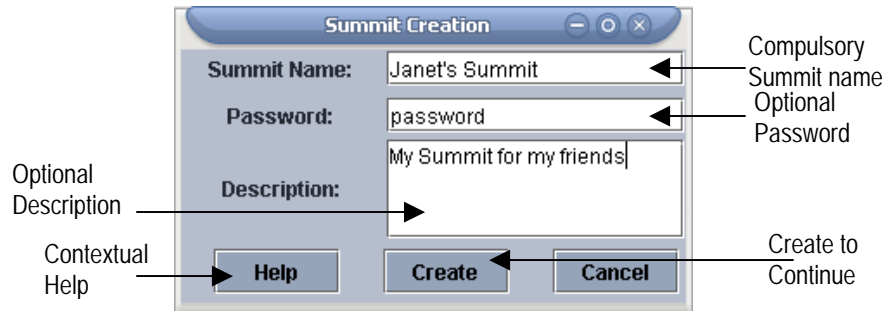 Summit Creation
Summit Name:
Janet's Summit
Compulsory
Summit name
Password:
password
Optional
Password
Optional
Description
Description:
My Summit for my friends
Contextual
Help
Help
Create
Cancel
Create to
Continue